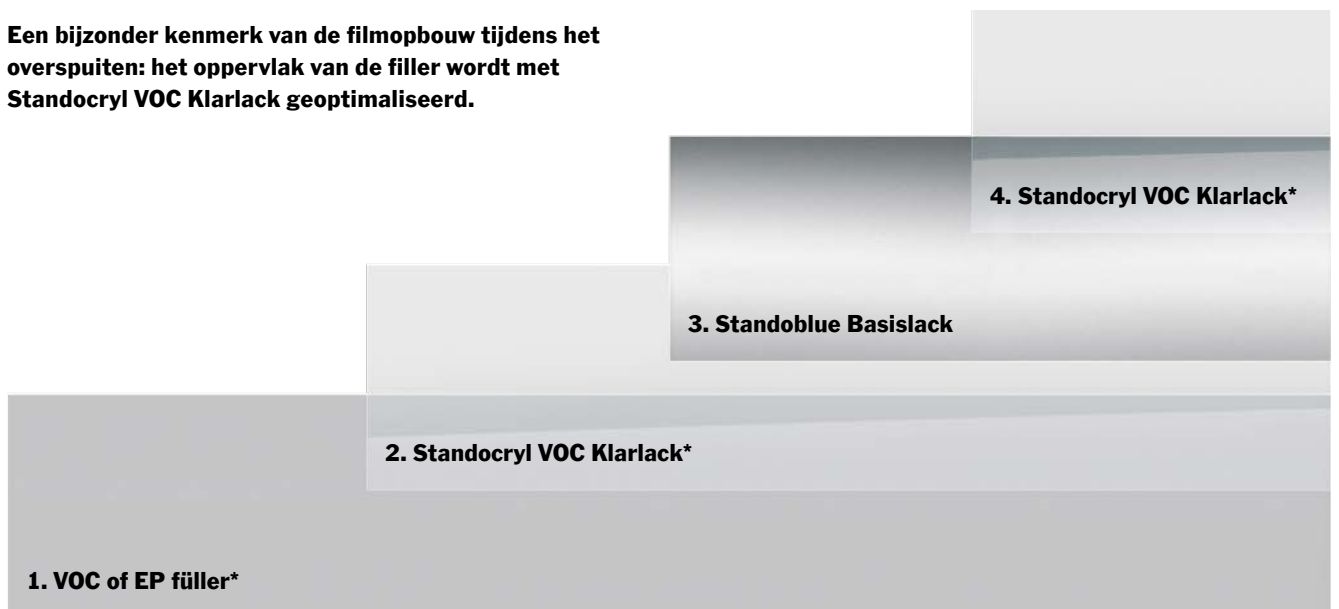 Een bijzonder kenmerk van de filmopbouw tijdens het
overspuiten: het oppervlak van de filler wordt met
Standocryl VOC Klarlack geoptimaliseerd.
4. Standocryl VOC Klarlack*
3. Standoblue Basislack
2. Standocryl VOC Klarlack*
1. VOC of EP füller*